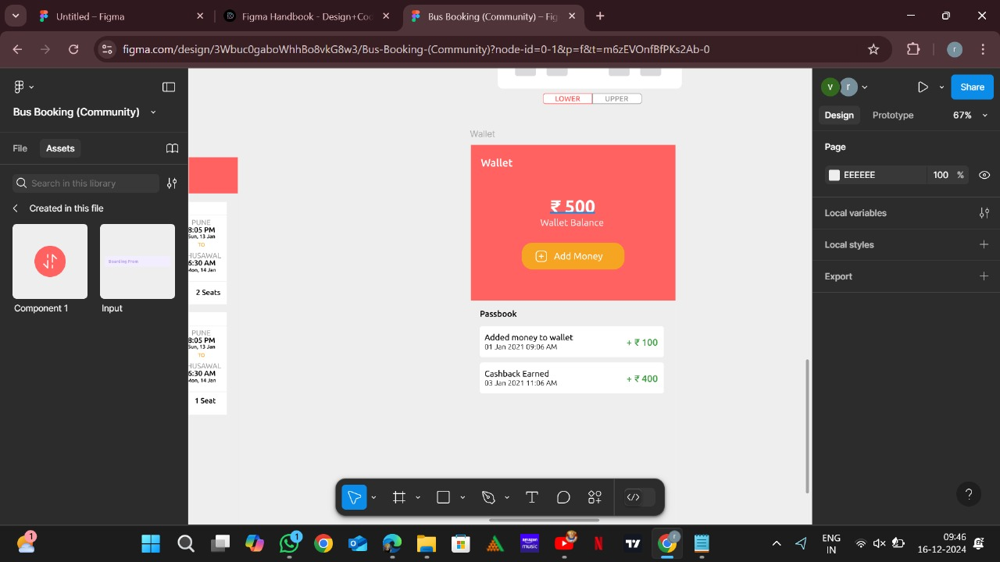 Untitled – Figma
Figma Handbook - Design+Coc
Bus Booking (Community) – Fig
figma.com/design/3Wbuc0gaboWhhBo8vkG8w3/Bus-Booking-(Community)?node-id=0-1&p=f&t=m6zEVOnfBfPKs2Ab-0
r
Bus Booking (Community)
File
Assets
Search in this library
Created in this file
Boarding From
Component 1
Input
PUNE
8:05 PM
Sun, 13 Jan
TO
HUSAWAL
6:30 AM
Mon, 14 Jan
2 Seats
PUNE
8:05 PM
Sun, 13 Jan
TO
HUSAWAL
6:30 AM
Mon, 14 Jan
1 Seat
LOWER
UPPER
Wallet
Wallet
₹ 500
Wallet Balance
Add Money
Passbook
Added money to wallet
01 Jan 2021 09:06 AM
+ ₹ 100
Cashback Earned
03 Jan 2021 11:06 AM
+ ₹ 400
V
r
Share
Design
Prototype
67%
Page
EEEEEE
100 %
Local variables
Local styles
Export
?
1
1
amazon music
r
ENG
IN
09:46
16-12-2024